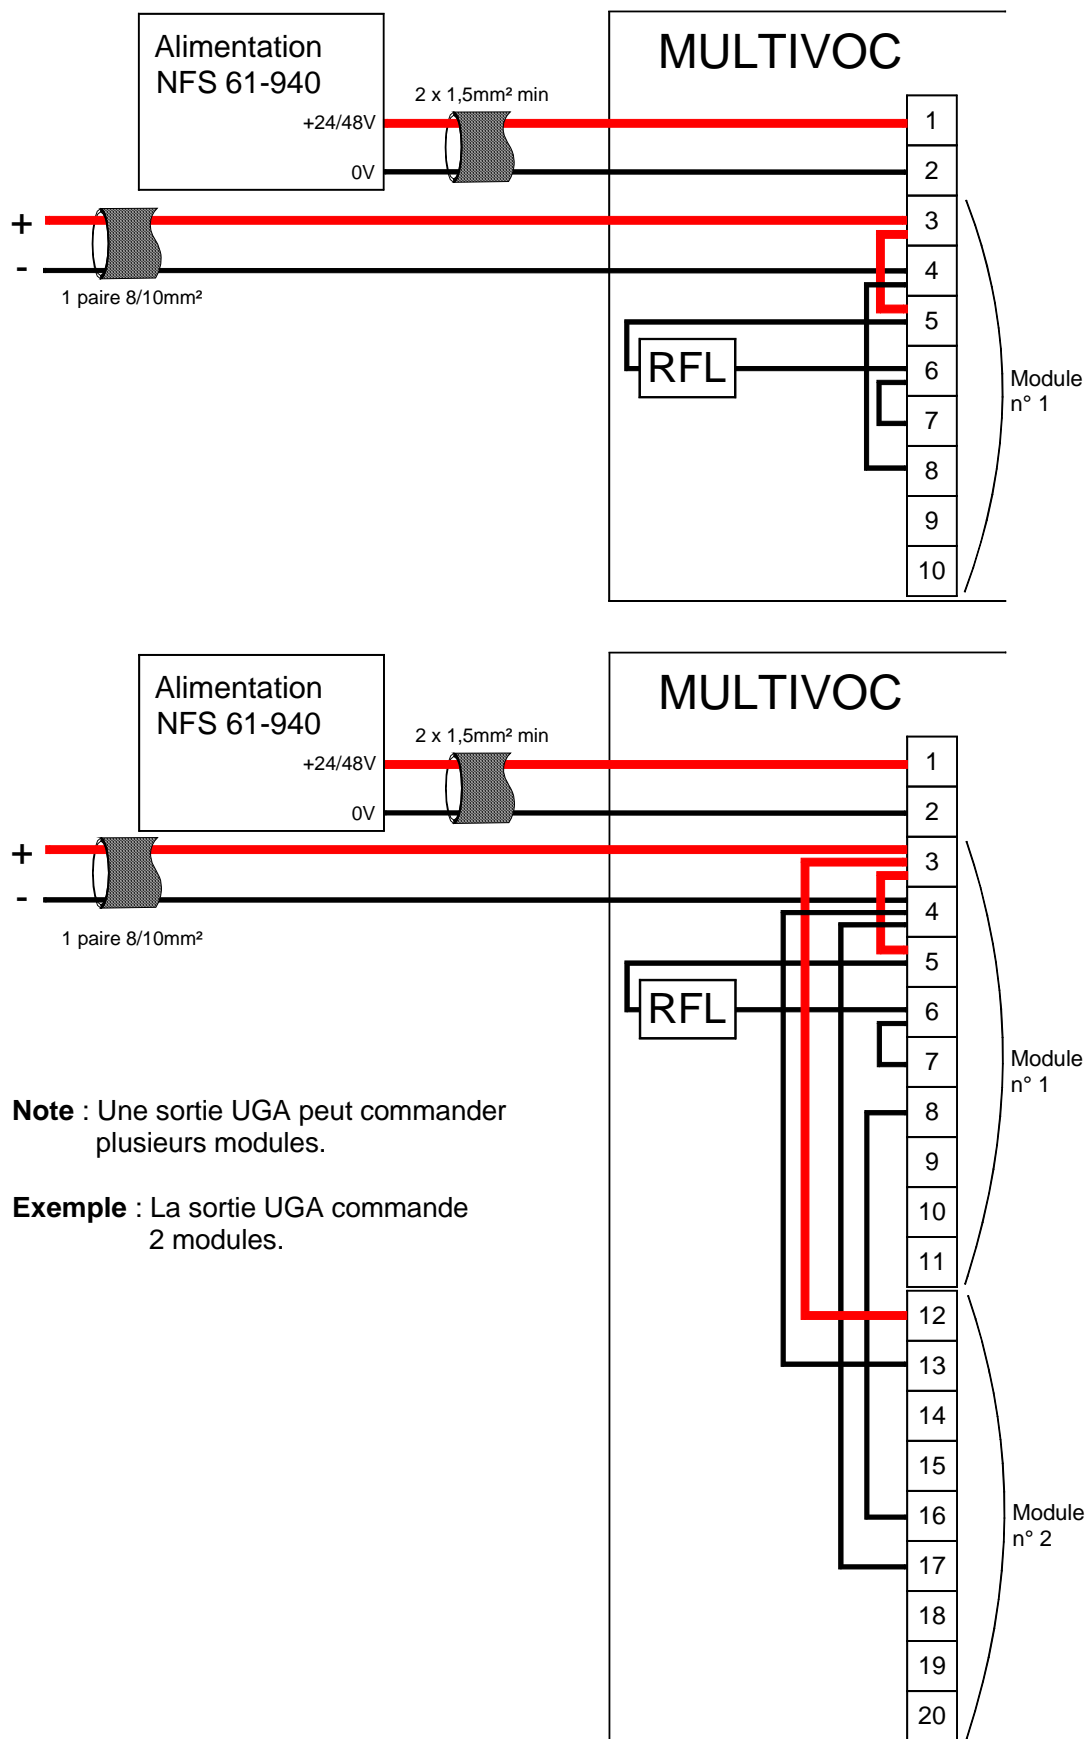 Alimentation
NFS 61-940
MULTIVOC
2 x 1,5mm² min
+24/48V
0V
+
-
1 paire 8/10mm²
1
2
3
4
5
6
7
8
9
10
RFL
Module
n° 1
Alimentation
NFS 61-940
MULTIVOC
2 x 1,5mm² min
+24/48V
0V
+
-
1 paire 8/10mm²
1
2
3
4
5
6
7
8
9
10
11
12
13
14
15
16
17
18
19
20
RFL
Module
n° 1
Note : Une sortie UGA peut commander
plusieurs modules.
Exemple : La sortie UGA commande
2 modules.
Module
n° 2